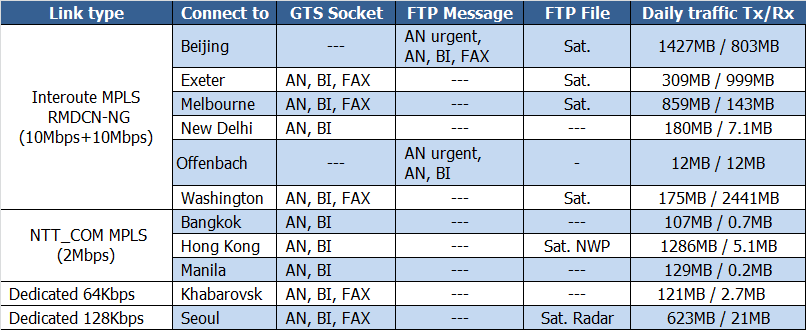 Link type Connect to GTS Socket FTP Message FTP File Daily traffic Tx/Rx
Interoute MPLS
RMDCN-NG
(10Mbps+10Mbps)
Beijing --- AN urgent,
AN, BI, FAX Sat. 1427MB / 803MB
Exeter AN, BI, FAX --- Sat. 309MB / 999MB
Melbourne AN, BI, FAX --- Sat. 859MB / 143MB
New Delhi AN, BI --- --- 180MB / 7.1MB
Offenbach --- AN urgent,
AN, BI - 12MB / 12MB
Washington AN, BI, FAX --- Sat. 175MB / 2441MB
NTT_COM MPLS
(2Mbps)
Bangkok AN, BI --- --- 107MB / 0.7MB
Hong Kong AN, BI --- Sat. NWP 1286MB / 5.1MB
Manila AN, BI --- --- 129MB / 0.2MB
Dedicated 64Kbps Khabarovsk AN, BI, FAX --- --- 121MB / 2.7MB
Dedicated 128Kbps Seoul AN, BI, FAX --- Sat. Radar 623MB / 21MB